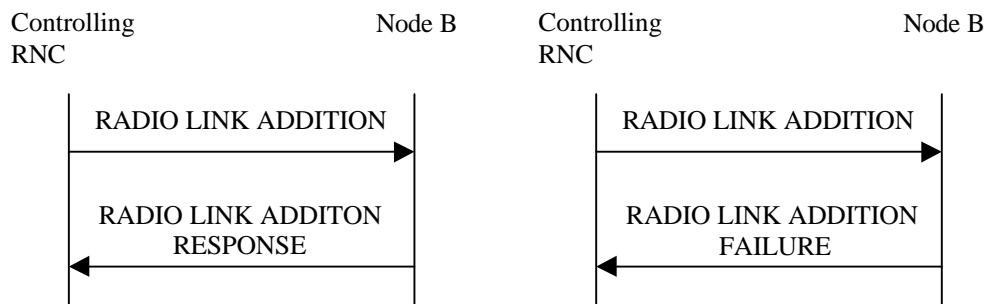 Controlling
RNC
Node B
RADIO LINK ADDITION
RADIO LINK ADDITON
RESPONSE
Controlling
RNC
Node B
RADIO LINK ADDITION
RADIO LINK ADDITION
FAILURE